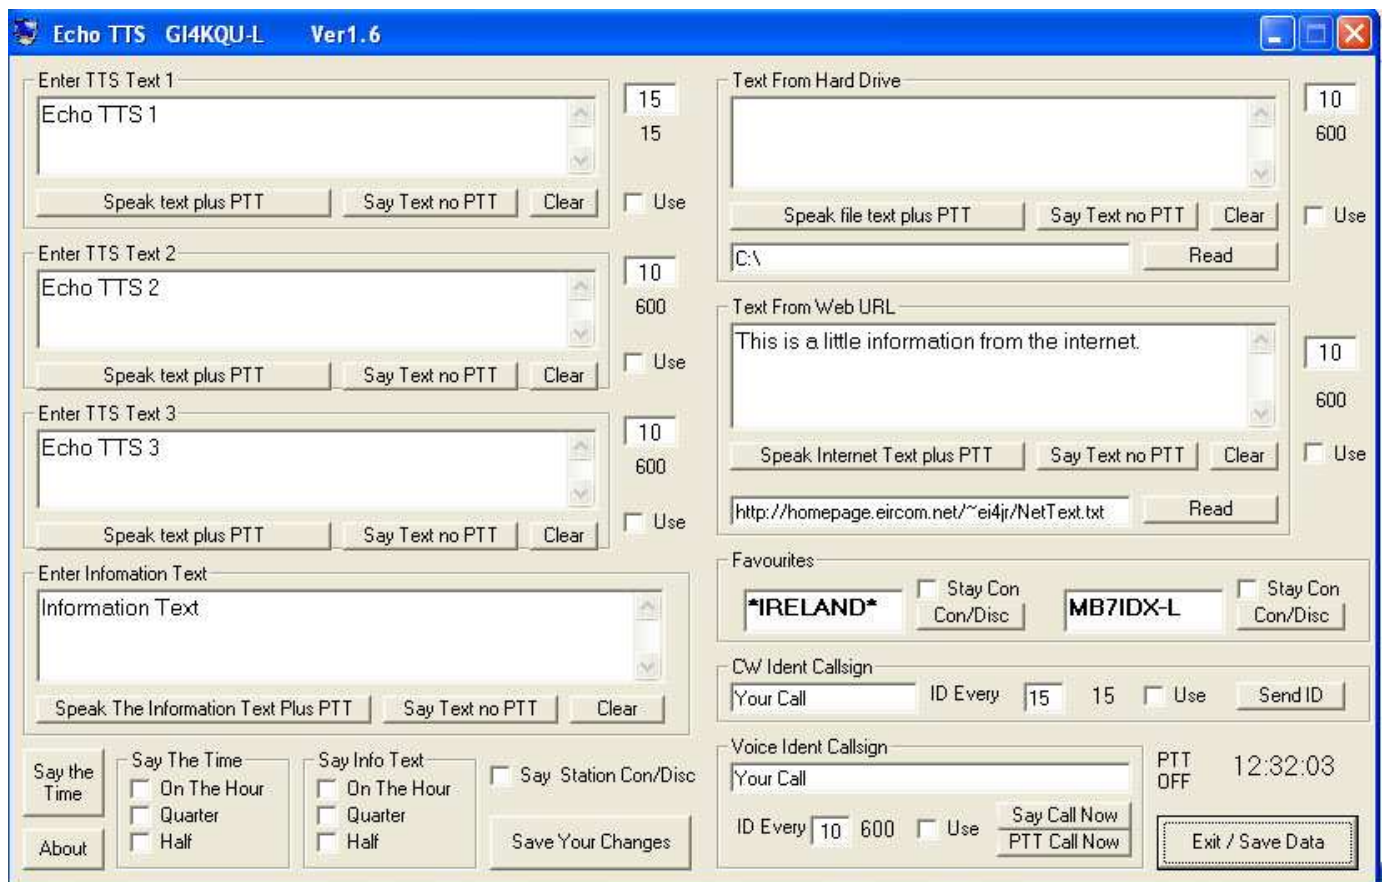 Echo TTS GI4KQU-L Ver1.6
Enter TTS Text 1
Echo TTS 1
15
15
Speak text plus PTT Say Text no PTT Clear Use
Enter TTS Text 2
Echo TTS 2
10
600
Speak text plus PTT Say Text no PTT Clear Use
Enter TTS Text 3
Echo TTS 3
10
600
Speak text plus PTT Say Text no PTT Clear Use
Enter Infomation Text
Information Text
Speak The Information Text Plus PTT Say Text no PTT Clear
Say the
Time
About
Say The Time
On The Hour
Quarter
Half
Say Info Text
On The Hour
Quarter
Half
Say Station Con/Disc
Save Your Changes
Text From Hard Drive
10
600
Speak file text plus PTT Say Text no PTT Clear Use
C:\ Read
Text From Web URL
This is a little information from the internet.
10
600
Speak Internet Text plus PTT Say Text no PTT Clear Use
http://homepage.eircom.net/~ei4jr/NetText.txt Read
Favourites
*IRELAND* Stay Con
Con/Disc
MB7IDX-L Stay Con
Con/Disc
CW Ident Callsign
Your Call ID Every 15 15 Use Send ID
Voice Ident Callsign
Your Call
ID Every 10 600 Use Say Call Now
PTT Call Now
PTT
OFF
12:32:03
Exit / Save Data